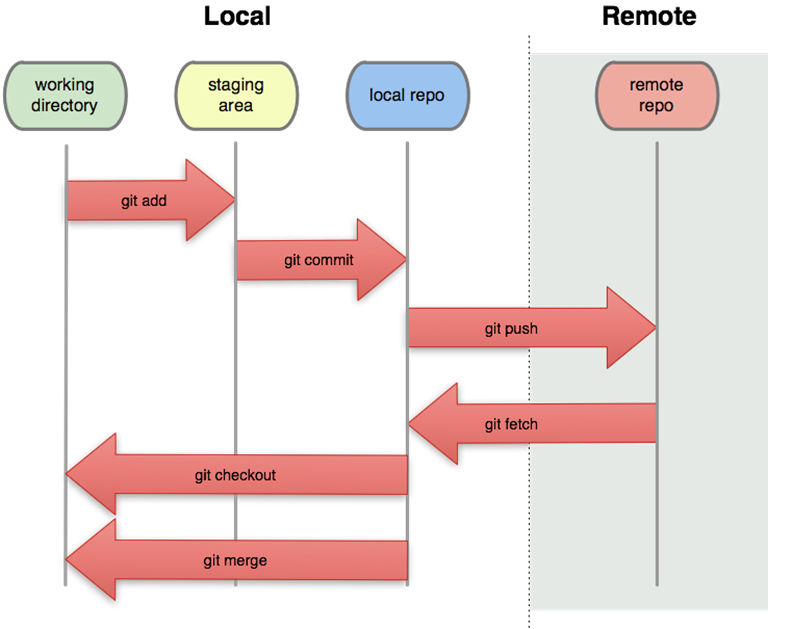 Local
Remote
working
directory
staging
area
local repo
remote
repo
git add
git commit
git push
git fetch
git checkout
git merge